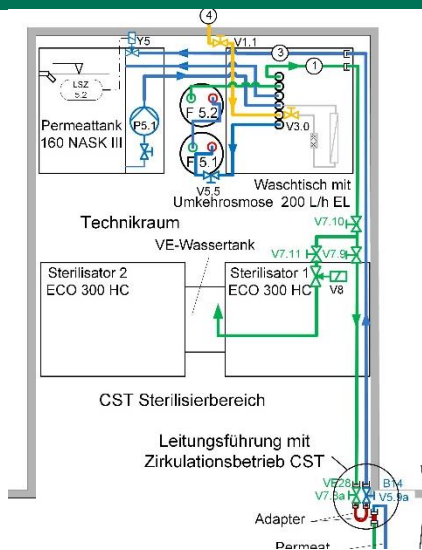 4
Y5
V1.1
3
1
LSZ
5.2
F 5.2
Permeattank
160 NASK III
P5.1
V3.0
F 5.1
V5.5
Waschtisch mit
Umkehrosmose 200 L/h EL
Technikraum
V7.10
VE-Wassertank
V7.11
V7.9
Sterilisator 2
ECO 300 HC
Sterilisator 1
ECO 300 HC
V8
CST Sterilisierbereich
Leitungsführung mit
Zirkulationsbetrieb CST
VE28
B14
V7.8a
V5.9a
Adapter
Permeat